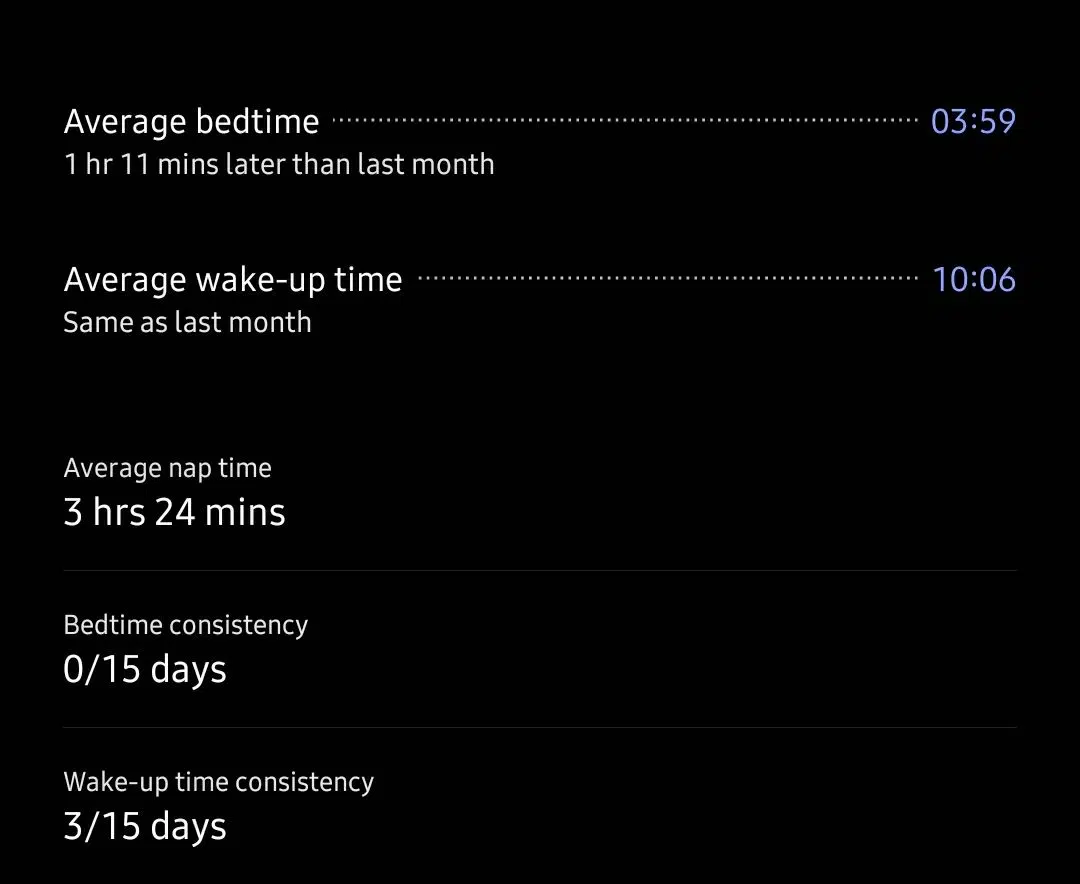 Average bedtime 03:59
1 hr 11 mins later than last month
Average wake-up time 10:06
Same as last month
Average nap time
3 hrs 24 mins
Bedtime consistency
0/15 days
Wake-up time consistency
3/15 days